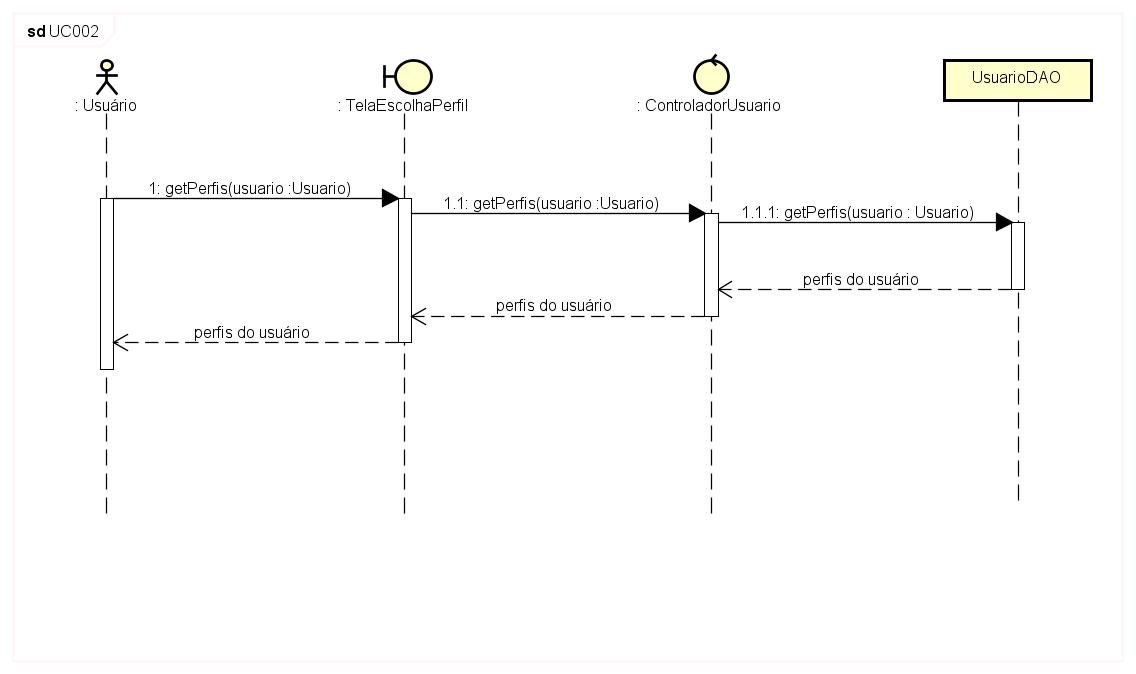 sd UC002
: Usuário
: TelaEscolhaPerfil
: ControladorUsuario
UsuarioDAO
1: getPerfis(usuario :Usuario)
1.1: getPerfis(usuario :Usuario)
1.1.1: getPerfis(usuario : Usuario)
perfis do usuário
perfis do usuário
perfis do usuário